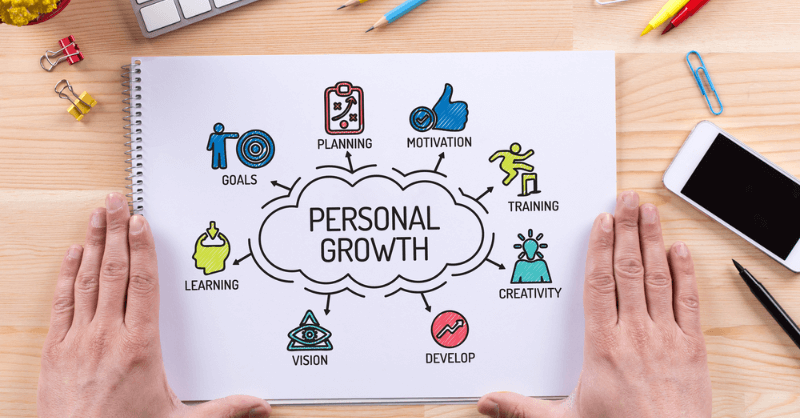 PLANNING
MOTIVATION
GOALS
TRAINING
PERSONAL
GROWTH
LEARNING
CREATIVITY
VISION
DEVELOP